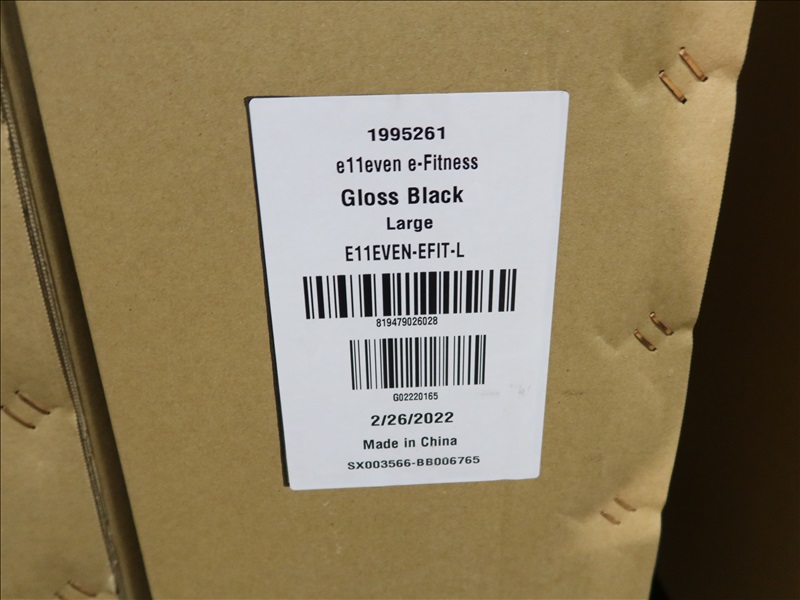 1995261
e11even e-Fitness
Gloss Black
Large
E11EVEN-EFIT-L
819479026028
G02220165
2/26/2022
Made in China
SX003566-BB006765